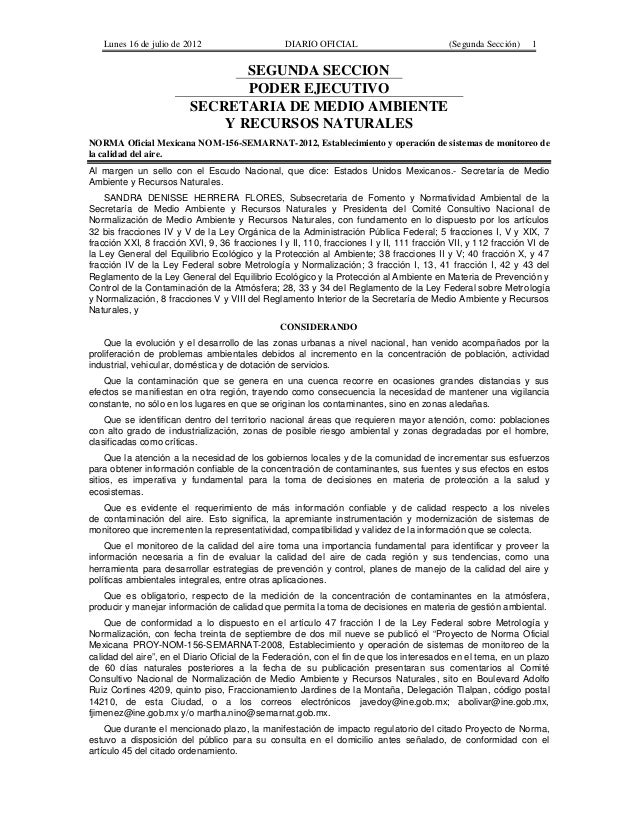 Lunes 16 de julio de 2012 DIARIO OFICIAL (Segunda Sección) 1
SEGUNDA SECCION
PODER EJECUTIVO
SECRETARIA DE MEDIO AMBIENTE
Y RECURSOS NATURALES
NORMA Oficial Mexicana NOM-156-SEMARNAT-2012, Establecimiento y operación de sistemas de monitoreo de
la calidad del aire.
Al margen un sello con el Escudo Nacional, que dice: Estados Unidos Mexicanos.- Secretaría de Medio
Ambiente y Recursos Naturales.
SANDRA DENISSE HERRERA FLORES, Subsecretaria de Fomento y Normatividad Ambiental de la
Secretaría de Medio Ambiente y Recursos Naturales y Presidenta del Comité Consultivo Nacional de
Normalización de Medio Ambiente y Recursos Naturales, con fundamento en lo dispuesto por los artículos
32 bis fracciones IV y V de la Ley Orgánica de la Administración Pública Federal; 5 fracciones I, V y XIX, 7
fracción XXI, 8 fracción XVI, 9, 36 fracciones I y II, 110, fracciones I y II, 111 fracción VII, y 112 fracción VI de
la Ley General del Equilibrio Ecológico y la Protección al Ambiente; 38 fracciones II y V; 40 fracción X, y 47
fracción IV de la Ley Federal sobre Metrología y Normalización; 3 fracción I, 13, 41 fracción I, 42 y 43 del
Reglamento de la Ley General del Equilibrio Ecológico y la Protección al Ambiente en Materia de Prevención y
Control de la Contaminación de la Atmósfera; 28, 33 y 34 del Reglamento de la Ley Federal sobre Metrología
y Normalización, 8 fracciones V y VIII del Reglamento Interior de la Secretaría de Medio Ambiente y Recursos
Naturales, y
CONSIDERANDO
Que la evolución y el desarrollo de las zonas urbanas a nivel nacional, han venido acompañados por la
proliferación de problemas ambientales debidos al incremento en la concentración de población, actividad
industrial, vehicular, doméstica y de dotación de servicios.
Que la contaminación que se genera en una cuenca recorre en ocasiones grandes distancias y sus
efectos se manifiestan en otra región, trayendo como consecuencia la necesidad de mantener una vigilancia
constante, no sólo en los lugares en que se originan los contaminantes, sino en zonas aledañas.
Que se identifican dentro del territorio nacional áreas que requieren mayor atención, como: poblaciones
con alto grado de industrialización, zonas de posible riesgo ambiental y zonas degradadas por el hombre,
clasificadas como críticas.
Que la atención a la necesidad de los gobiernos locales y de la comunidad de incrementar sus esfuerzos
para obtener información confiable de la concentración de contaminantes, sus fuentes y sus efectos en estos
sitios, es imperativa y fundamental para la toma de decisiones en materia de protección a la salud y
ecosistemas.
Que es evidente el requerimiento de más información confiable y de calidad respecto a los niveles
de contaminación del aire. Esto significa, la apremiante instrumentación y modernización de sistemas de
monitoreo que incrementen la representatividad, compatibilidad y validez de la información que se colecta.
Que el monitoreo de la calidad del aire toma una importancia fundamental para identificar y proveer la
información necesaria a fin de evaluar la calidad del aire de cada región y sus tendencias, como una
herramienta para desarrollar estrategias de prevención y control, planes de manejo de la calidad del aire y
políticas ambientales integrales, entre otras aplicaciones.
Que es obligatorio, respecto de la medición de la concentración de contaminantes en la atmósfera,
producir y manejar información de calidad que permita la toma de decisiones en materia de gestión ambiental.
Que de conformidad a lo dispuesto en el artículo 47 fracción I de la Ley Federal sobre Metrología y
Normalización, con fecha treinta de septiembre de dos mil nueve se publicó el “Proyecto de Norma Oficial
Mexicana PROY-NOM-156-SEMARNAT-2008, Establecimiento y operación de sistemas de monitoreo de la
calidad del aire”, en el Diario Oficial de la Federación, con el fin de que los interesados en el tema, en un plazo
de 60 días naturales posteriores a la fecha de su publicación presentaran sus comentarios al Comité
Consultivo Nacional de Normalización de Medio Ambiente y Recursos Naturales, sito en Boulevard Adolfo
Ruiz Cortines 4209, quinto piso, Fraccionamiento Jardines de la Montaña, Delegación Tlalpan, código postal
14210, de esta Ciudad, o a los correos electrónicos javedoy@ine.gob.mx; abolivar@ine.gob.mx,
fjimenez@ine.gob.mx y/o martha.nino@semarnat.gob.mx.
Que durante el mencionado plazo, la manifestación de impacto regulatorio del citado Proyecto de Norma,
estuvo a disposición del público para su consulta en el domicilio antes señalado, de conformidad con el
artículo 45 del citado ordenamiento.